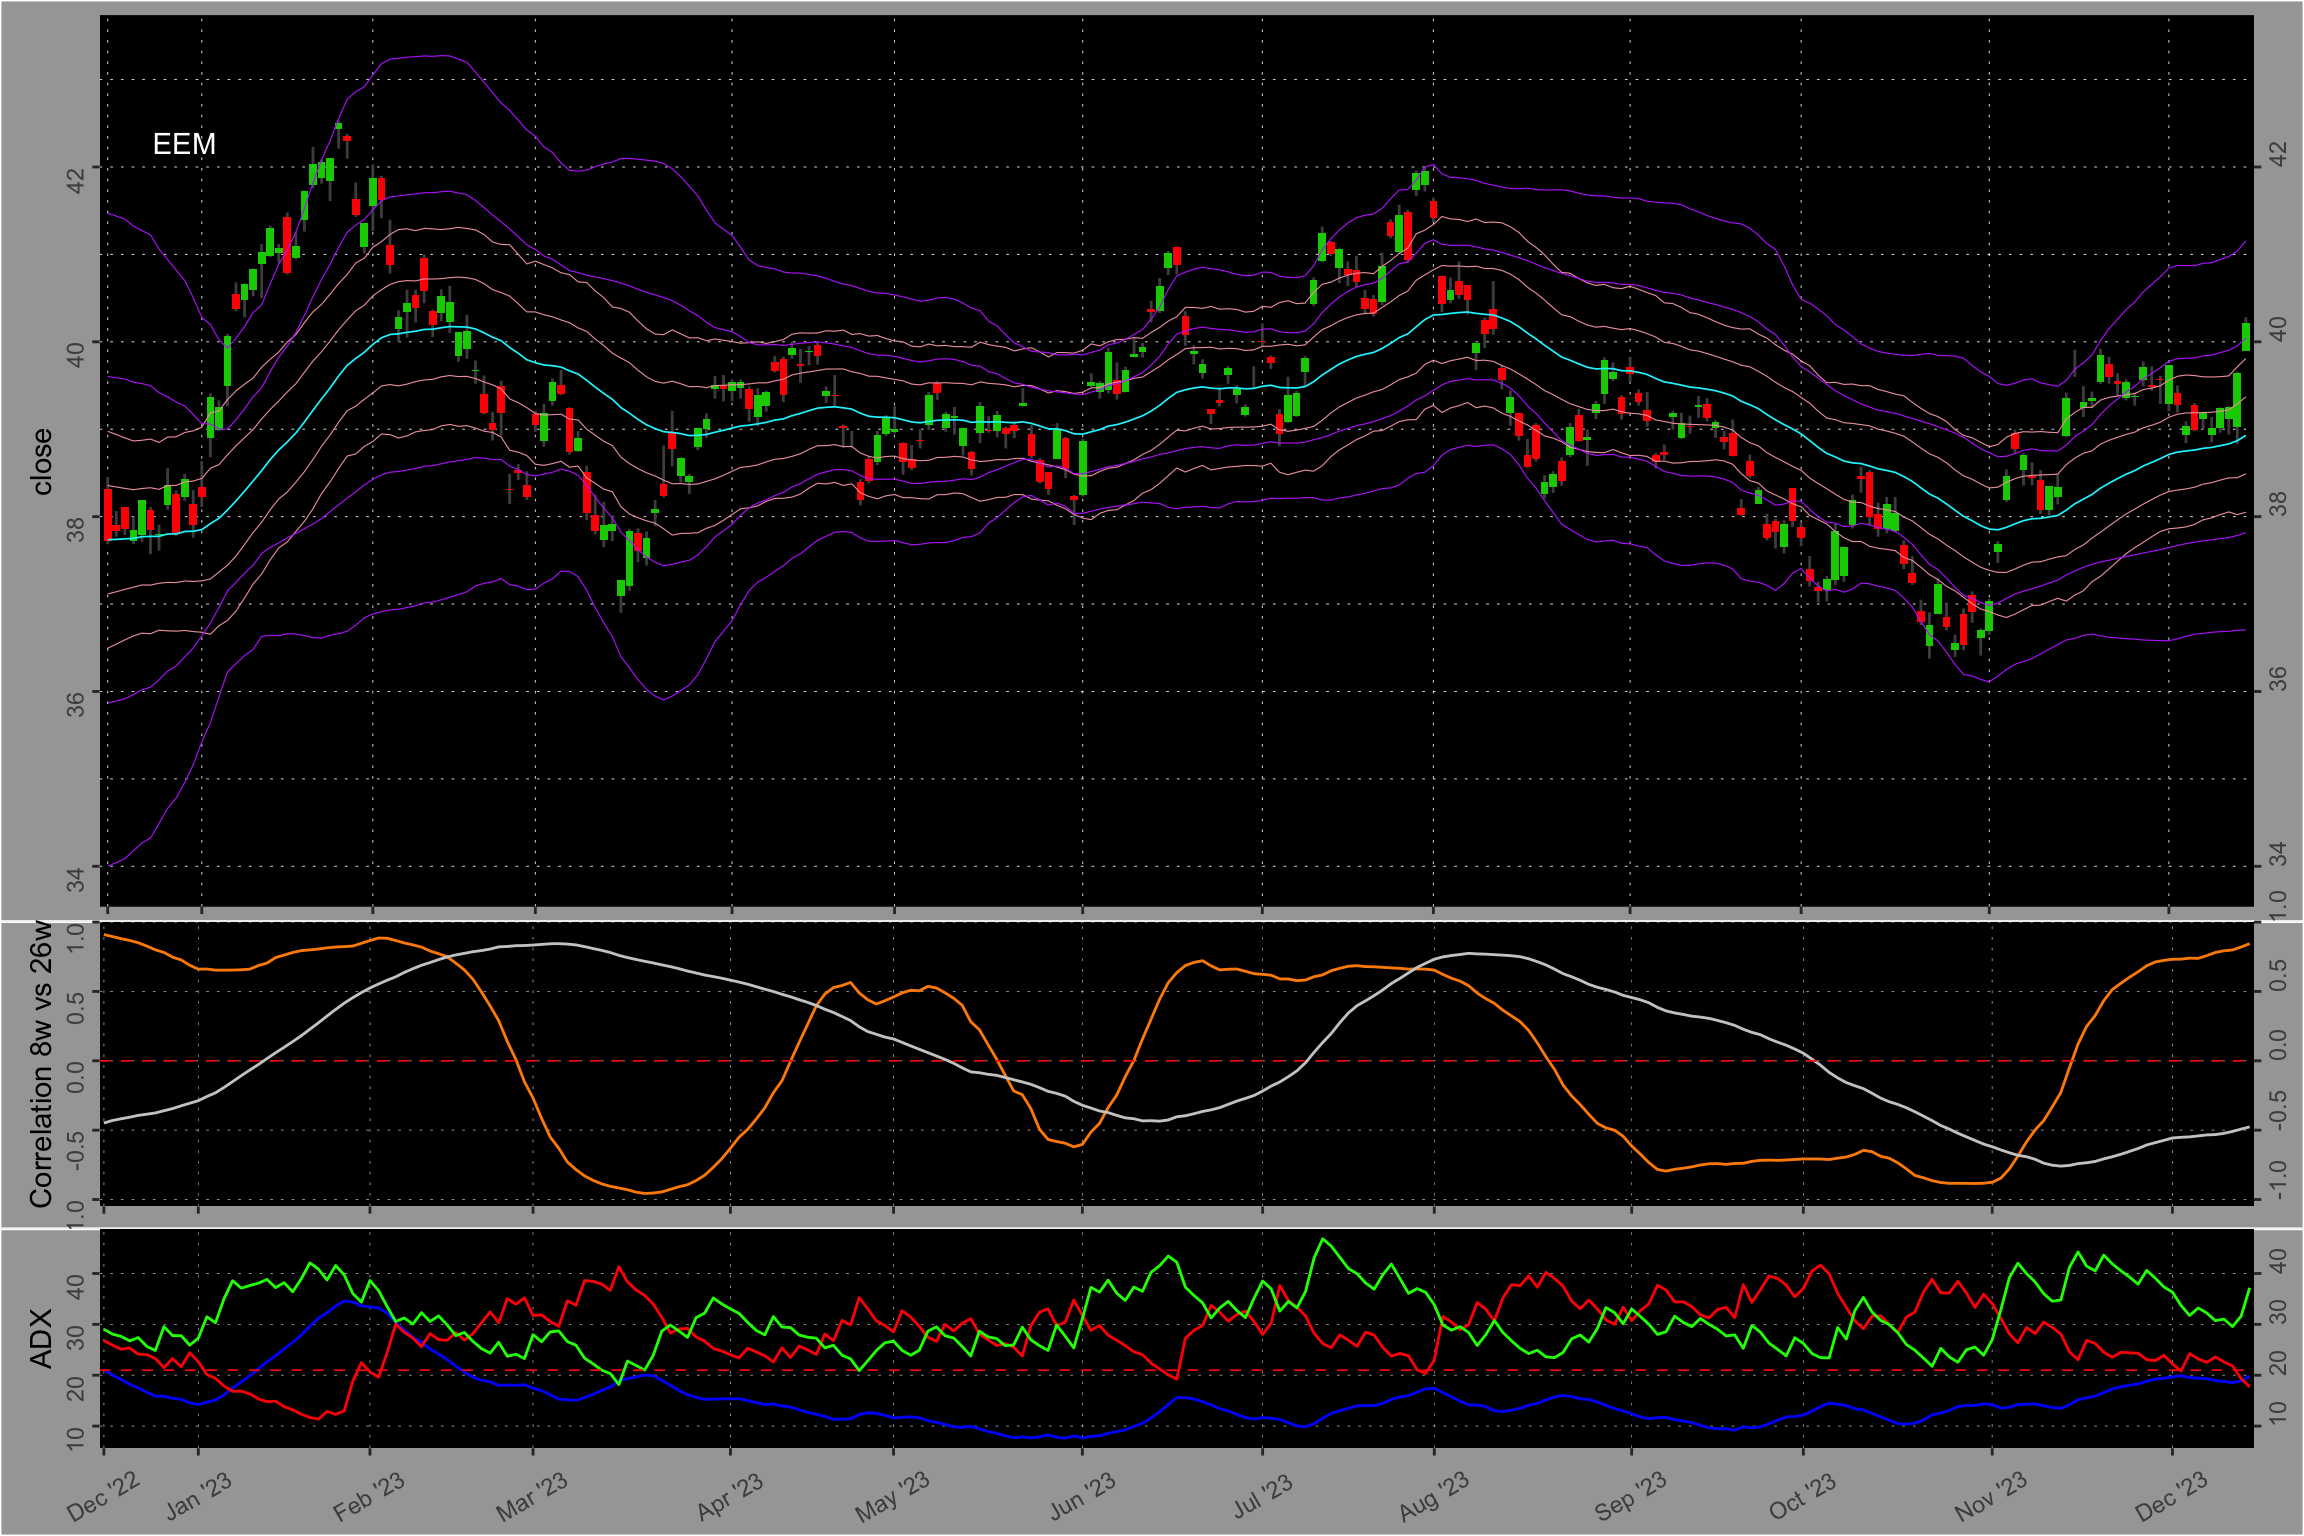 EEM
close
42
40
38
36
34
42
40
38
36
34
Correlation 8w vs 26w
1.0
0.5
0.0
-0.5
1.0
1.0
0.5
0.0
-0.5
-1.0
ADX
40
30
20
10
40
30
20
10
Dec '22
Jan '23
Feb '23
Mar '23
Apr '23
May '23
Jun '23
Jul '23
Aug '23
Sep '23
Oct '23
Nov '23
Dec '23